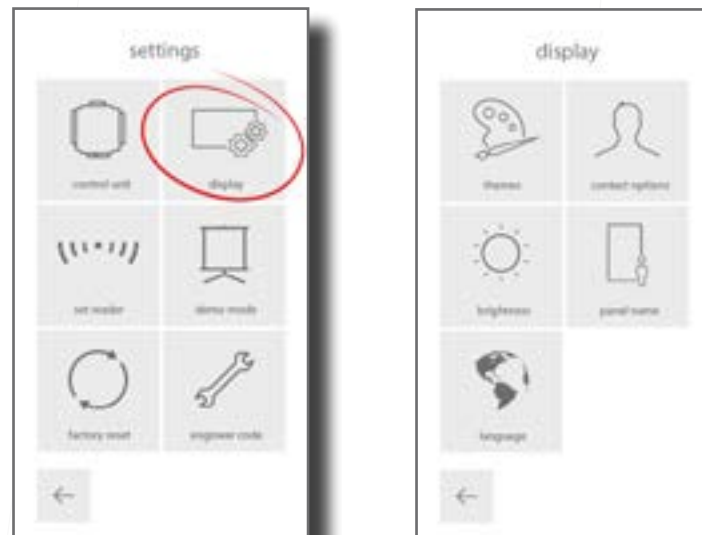 settings
control unit
display
set reader
demo mode
factory reset
engineer code
display
themes
contact options
brightness
panel name
language